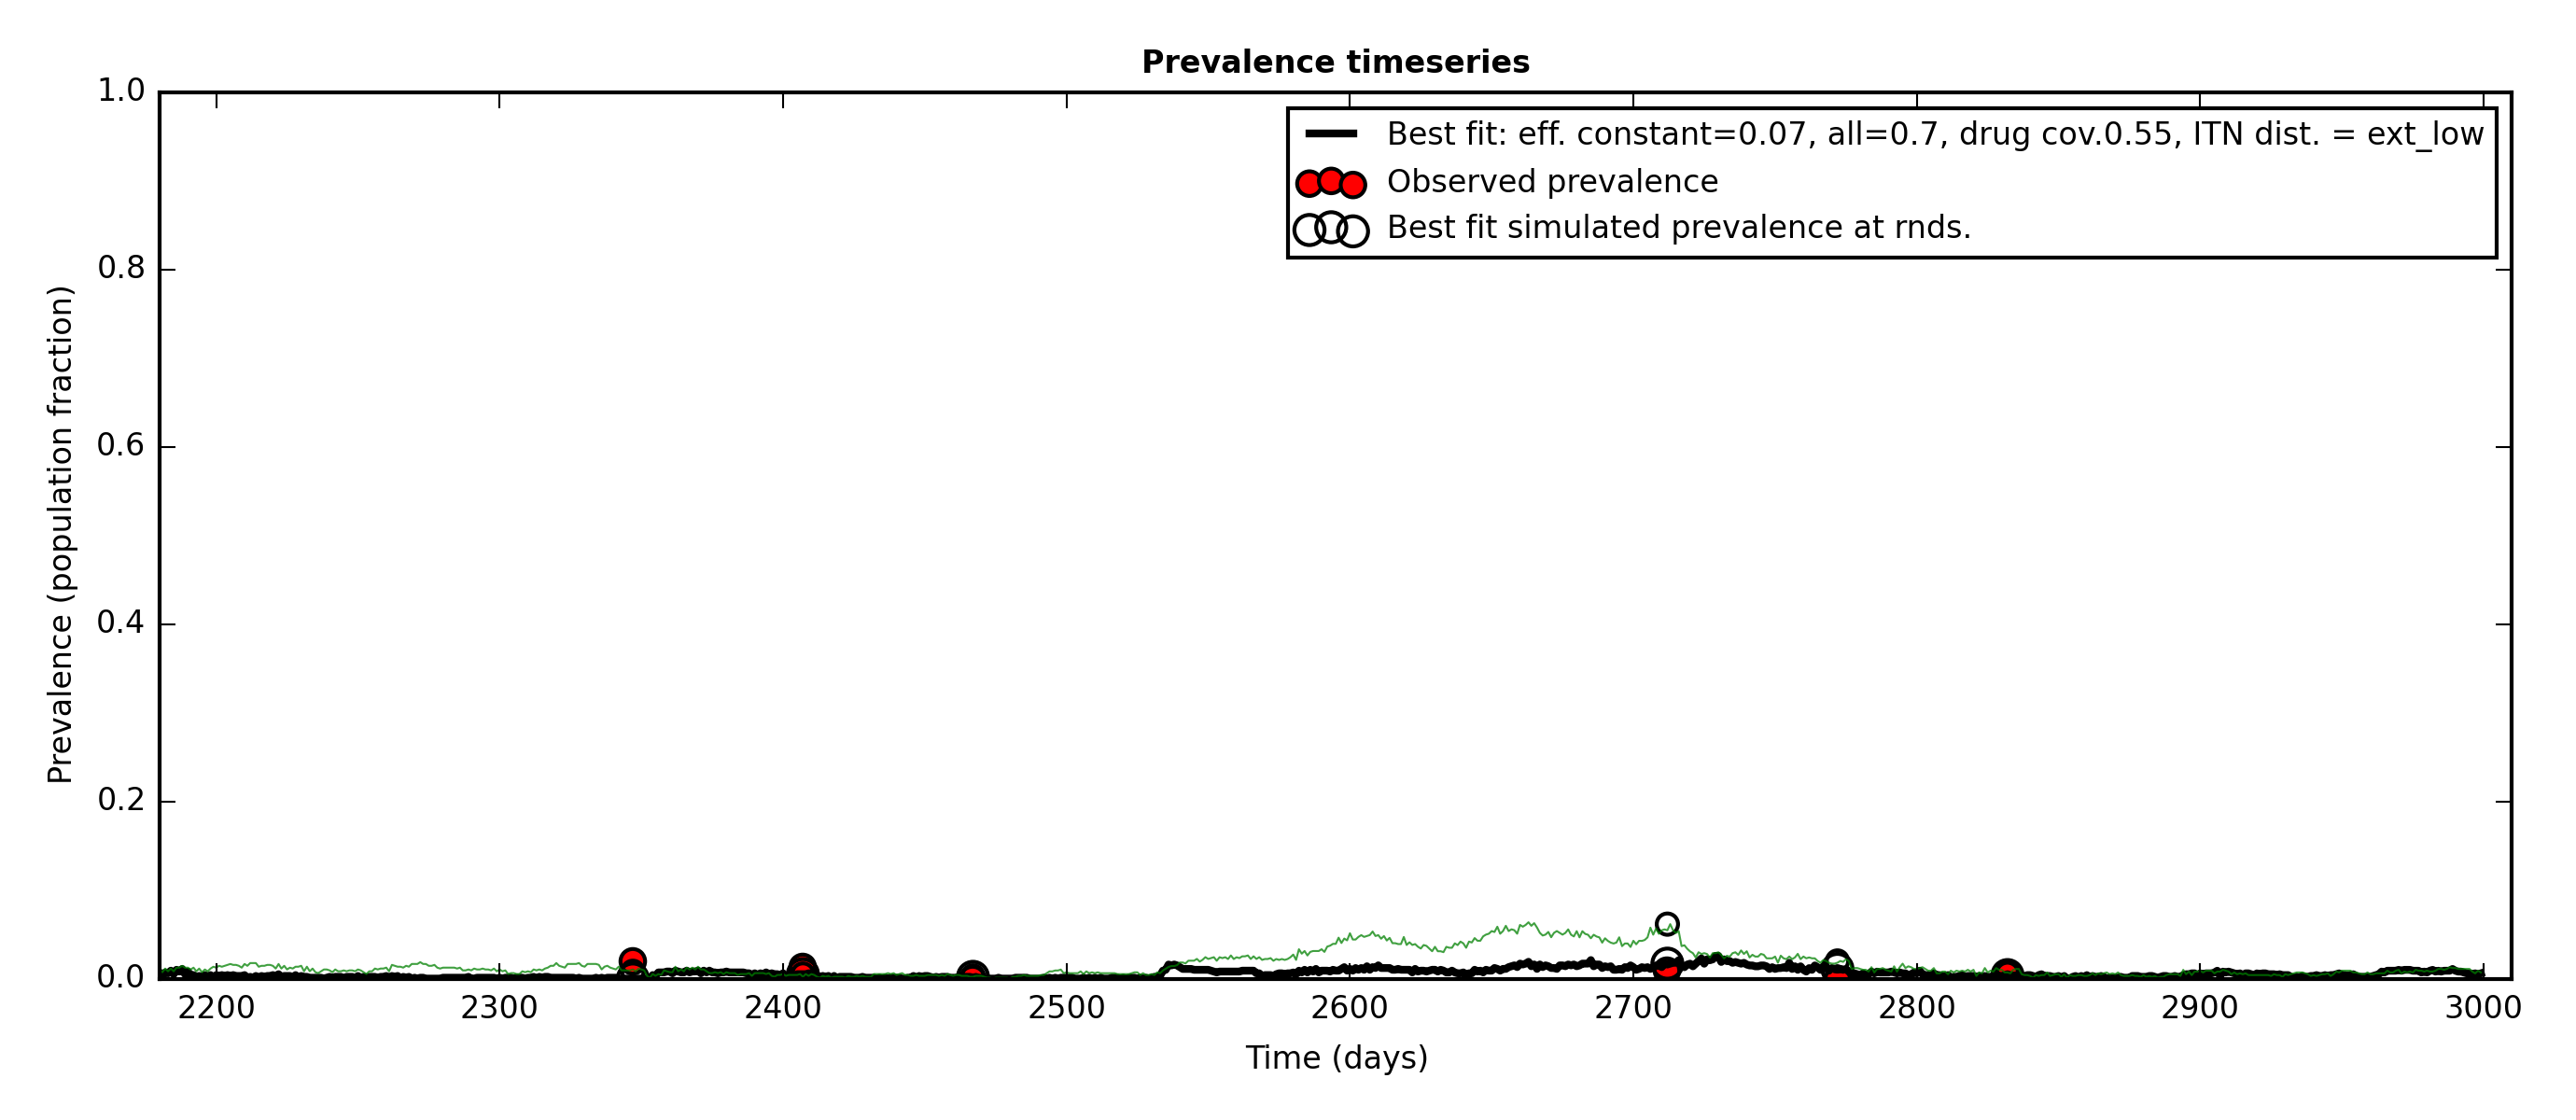 Prevalence timeseries
1.0
0.8
0.6
0.4
0.2
0.0
Prevalence (population fraction)
Best fit: eff. constant=0.07, all=0.7, drug cov.0.55, ITN dist. = ext_low
Observed prevalence
Best fit simulated prevalence at rnds.
2200 2300 2400 2500 2600 2700 2800 2900 3000
Time (days)